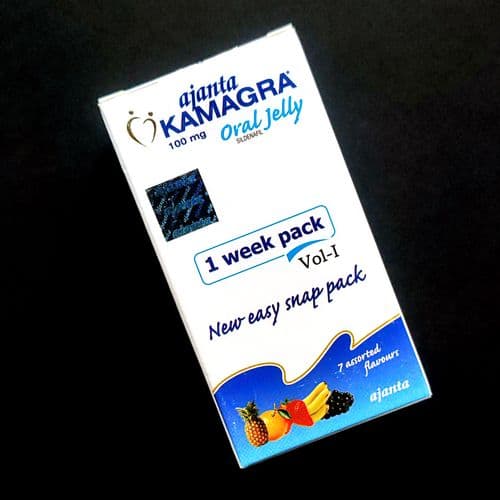 ajanta
KAMAGRA®
100 mg Oral Jelly
SILDENAFIL
1 week pack
Vol-I
New easy snap pack
7 assorted
flavours
ajanta